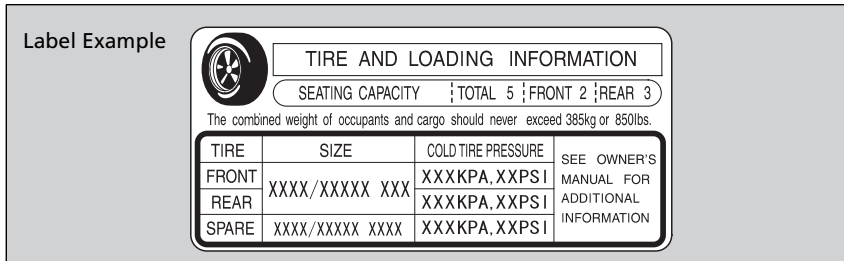 Label Example
TIRE AND LOADING INFORMATION
SEATING CAPACITY TOTAL 5 FRONT 2 REAR 3
The combined weight of occupants and cargo should never exceed 385kg or 850lbs.
TIRE SIZE COLD TIRE PRESSURE SEE OWNER'S MANUAL FOR ADDITIONAL INFORMATION
FRONT XXXX/XXXXX XXX XXXKPA,XXPSI
REAR XXXKPA,XXPSI
SPARE XXXX/XXXXX XXXX XXXKPA,XXPSI